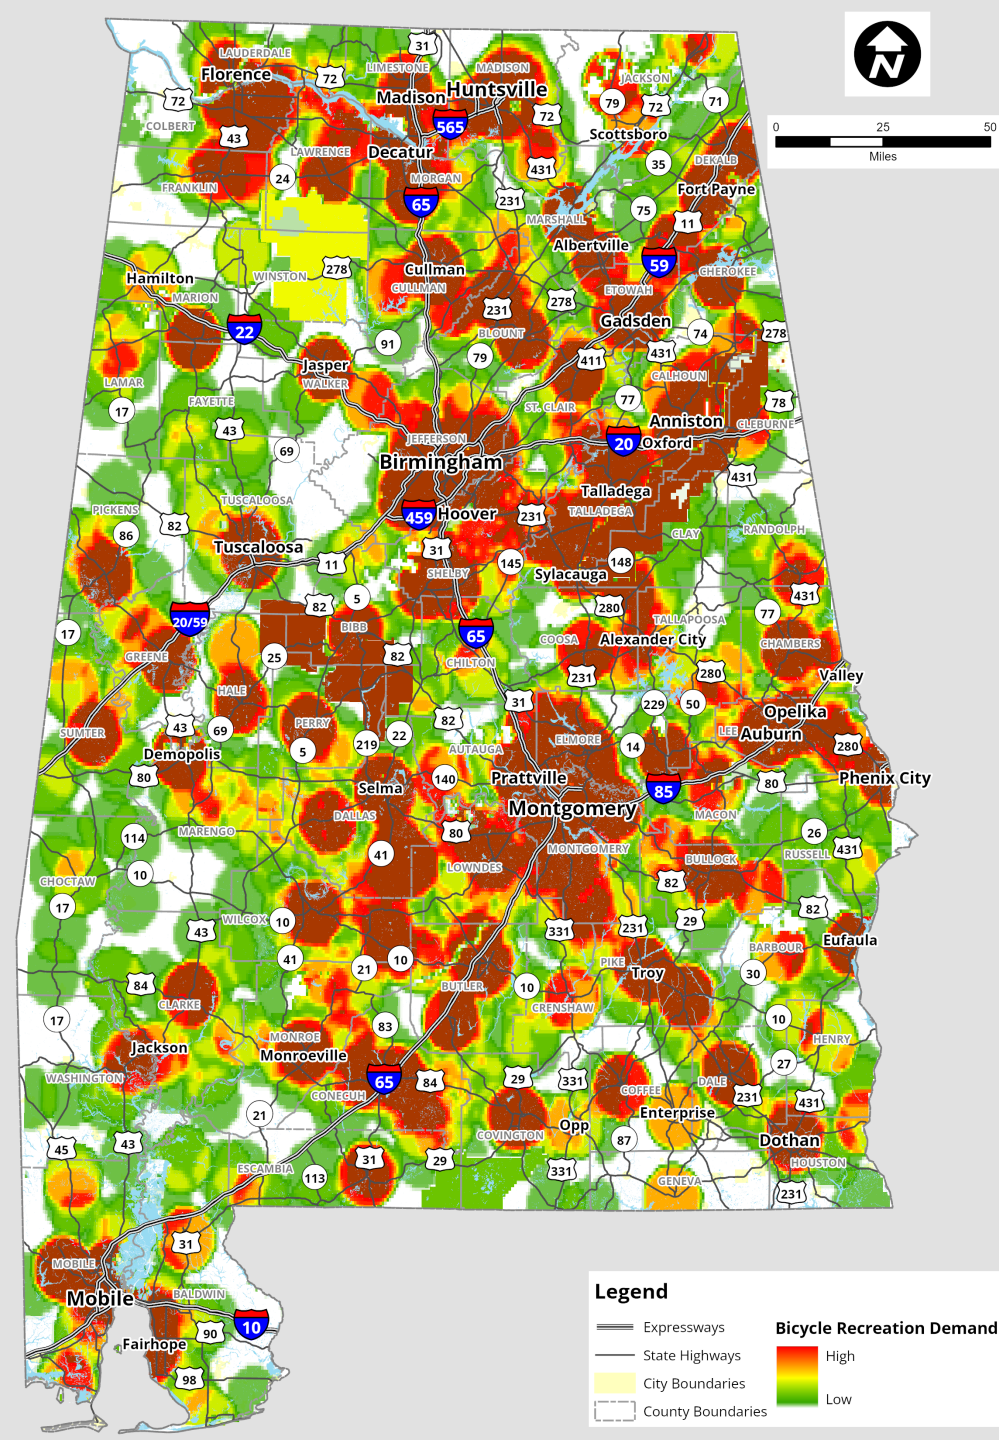 N
0 25 50
Miles
31
LAUDERDALE
Florence
72
LIMESTONE
MADISON
Madison
Huntsville
JACKSON
79
72
71
72
COLBERT
43
565
72
Scottsboro
LAWRENCE
Decatur
24
FRANKLIN
MORGAN
431
35
DEKALB
Fort Payne
65
231
75
11
MARSHALL
Albertville
59
CHEROKEE
Hamilton
WINSTON
278
Cullman
CULLMAN
ETOWAH
MARION
231
278
Gadsden
22
91
BLOUNT
79
431
74
278
411
Jasper
WALKER
CALHOUN
LAMAR
17
FAYETTE
77
78
ST. CLAIR
Anniston
CLEBURNE
43
69
JEFFERSON
20
Oxford
Birmingham
431
Talladega
TALLADEGA
PICKENS
TUSCALOOSA
459
Hoover
231
86
82
CLAY
RANDOLPH
Tuscaloosa
11
31
145
148
SHELBY
Sylacauga
431
5
82
280
77
20/59
17
BIBB
65
TAPALLOOSA
COOSA
Alexander City
CHAMBERS
GREENE
25
82
CHILTON
231
280
Valley
HALE
31
229
50
Opelika
43
69
PERRY
82
SUMTER
5
219
22
ELMORE
14
LEE
Auburn
280
Demopolis
AUTAUGA
80
140
Prattville
85
80
Phenix City
Selma
Montgomery
DALLAS
MACON
MARENGO
80
26
114
41
MONTGOMERY
RUSSELL
431
10
LOWNDES
BULLOCK
CHOCTAW
82
17
WILCOX
10
82
43
331
231
29
Eufaula
41
21
10
BARBOUR
84
PIKE
Troy
30
CLARKE
BUTLER
10
CRENSHAW
17
83
10
MONROE
HENRY
Jackson
Monroeville
27
WASHINGTON
65
84
29
331
COFFEE
DALE
CONECUH
231
431
21
Enterprise
Opp
43
45
COVINGTON
87
Dothan
31
29
HOUSTON
ESCAMBIA
113
331
GENEVA
231
31
MOBILE
Mobile
BALDWIN
90
10
Fairhope
98
Legend
Expressways
State Highways
City Boundaries
County Boundaries
Bicycle Recreation Demand
High
Low